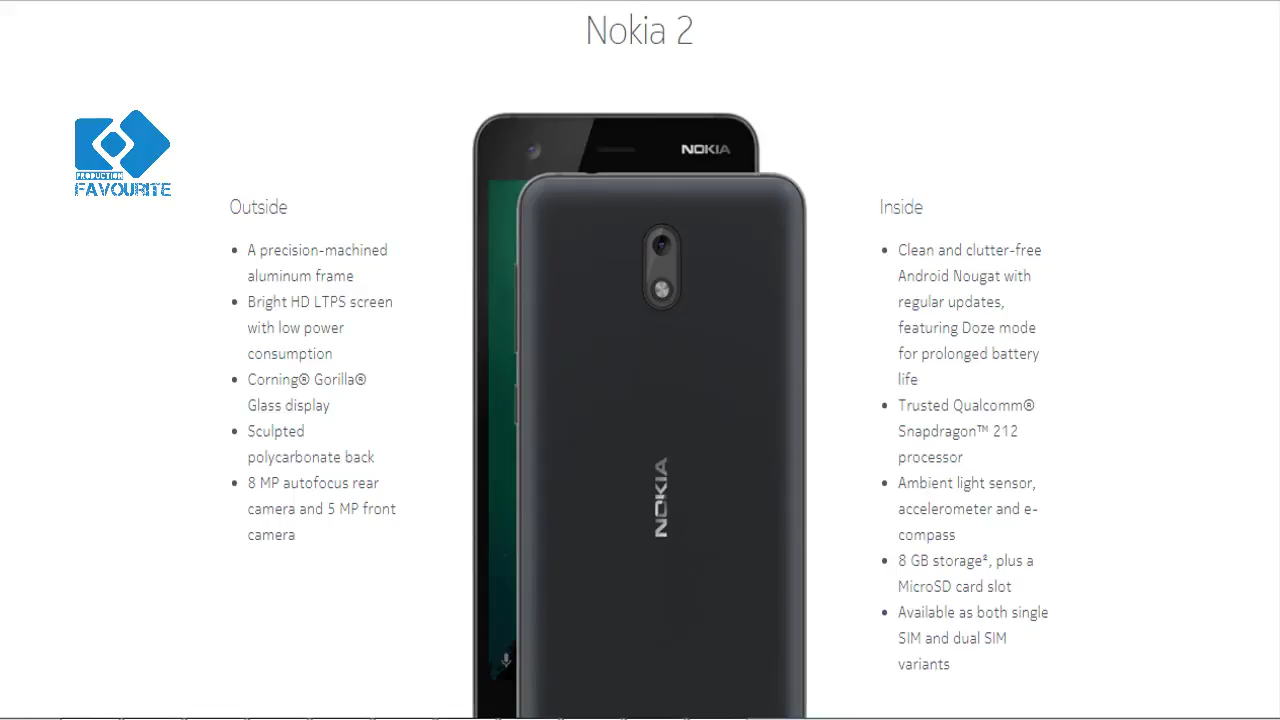 Nokia 2
PRODUCTION
FAVOURITE
NOKIA
NOKIA
Outside
A precision-machined
aluminum frame
Bright HD LTPS screen
with low power
consumption
Corning® Gorilla®
Glass display
Sculpted
polycarbonate back
8 MP autofocus rear
camera and 5 MP front
camera
Inside
Clean and clutter-free
Android Nougat with
regular updates,
featuring Doze mode
for prolonged battery
life
Trusted Qualcomm®
Snapdragon™ 212
processor
Ambient light sensor,
accelerometer and e-
compass
8 GB storage², plus a
MicroSD card slot
Available as both single
SIM and dual SIM
variants